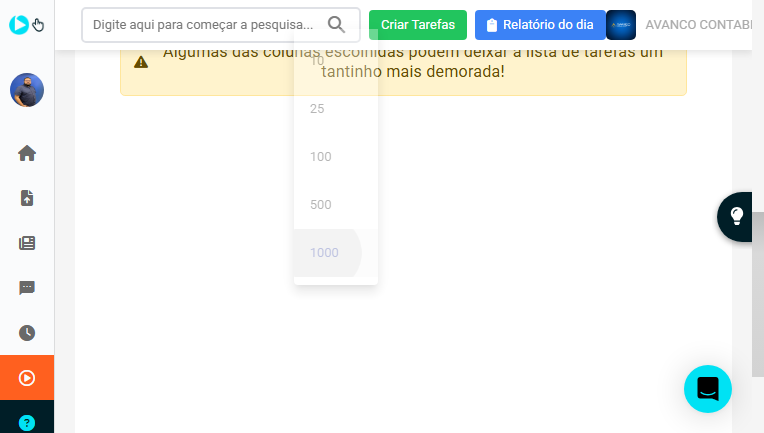 Digite aqui para começar a pesquisa...
Criar Tarefas
Relatório do dia
AVANCO CONTABI
Algumas das colunas escolhidas podem deixar a lista de tarefas um
tantinho mais demorada!
10
25
100
500
1000
?